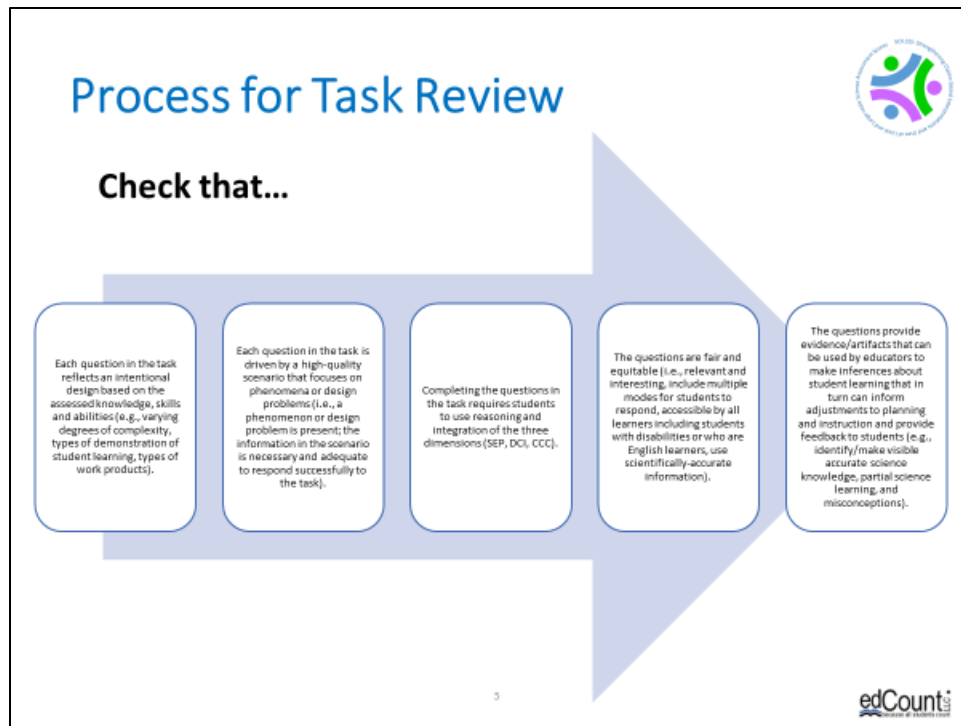 Process for Task Review
Check that…
Each question in the task
reflects an intentional
design based on the
assessed knowledge, skills
and abilities (e.g., varying
degrees of complexity,
types of demonstration of
student learning, types of
work products).
Each question in the task is
driven by a high-quality
scenario that focuses on
phenomena or design
problems (i.e., a
phenomenon or design
problem is present; the
information in the scenario
is necessary and adequate
to respond successfully to
the task).
Completing the questions in
the task requires students
to use reasoning and
integration of the three
dimensions (SEP, DCI, CCC).
The questions are fair and
equitable (i.e., relevant and
interesting, include multiple
modes for students to
respond, accessible by all
learners including students
with disabilities or who are
English learners, use
scientifically-accurate
information).
The questions provide
evidence/artifacts that can
be used by educators to
make inferences about
student learning that in
turn can inform
adjustments to planning
and instruction and provide
feedback to students (e.g.,
identify/make visible
accurate science
knowledge, partial science
learning, and
misconceptions).
edCount LLC
because all students count